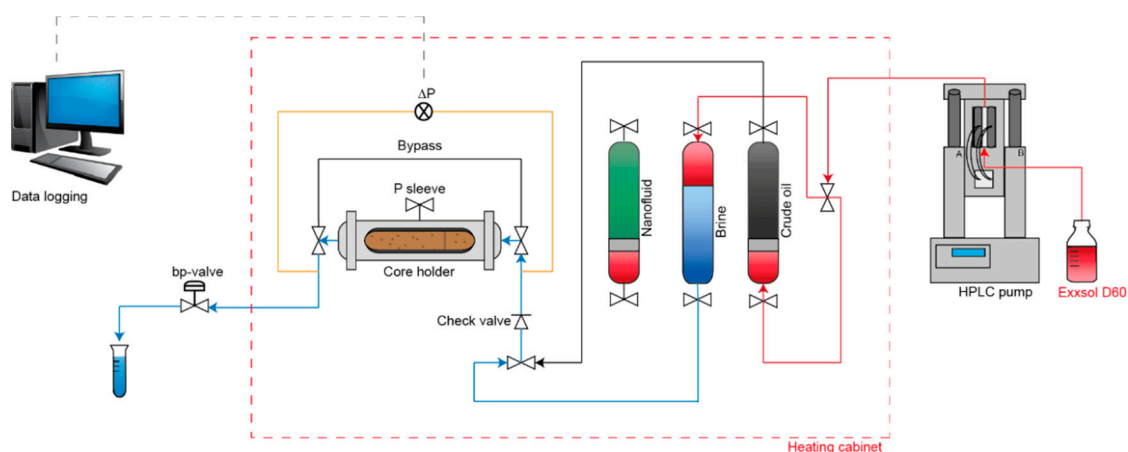 ΔP
Bypass
P sleeve
Core holder
Data logging
bp-valve
Check valve
Nanofluid
Brine
Crude oil
A
B
HPLC pump
Exxsol D60
Heating cabinet